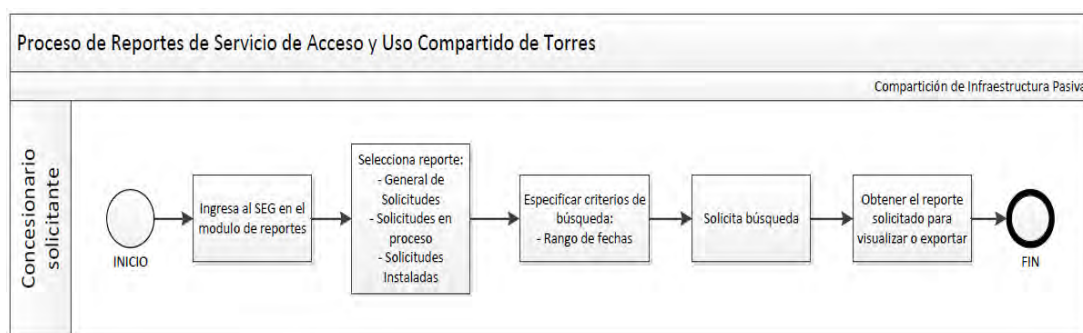 Proceso de Reportes de Servicio de Acceso y Uso Compartido de Torres
Compartición de Infraestructura Pasiva
Concesionario
solicitante
INICIO
Ingresa al SEG en el
modulo de reportes
Selecciona reporte:
- General de
Solicitudes
- Solicitudes en
proceso
- Solicitudes
Instaladas
Especificar criterios de
búsqueda:
- Rango de fechas
Solicita búsqueda
Obtener el reporte
solicitado para
visualizar o exportar
FIN